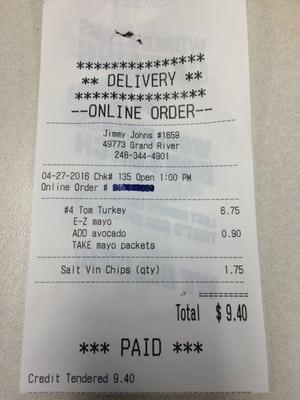 ***************
** DELIVERY **
***************
--ONLINE ORDER--
Jimmy Johns #1659
49773 Grand River
248-344-4901
04-27-2016 Chk# 135 Open 1:00 PM
Online Order #
#4 Tom Turkey 6.75
E-Z mayo
ADD avocado 0.90
TAKE mayo packets
Salt Vin Chips (qty) 1.75
=========
Total $ 9.40
*** PAID ***
Credit Tendered 9.40